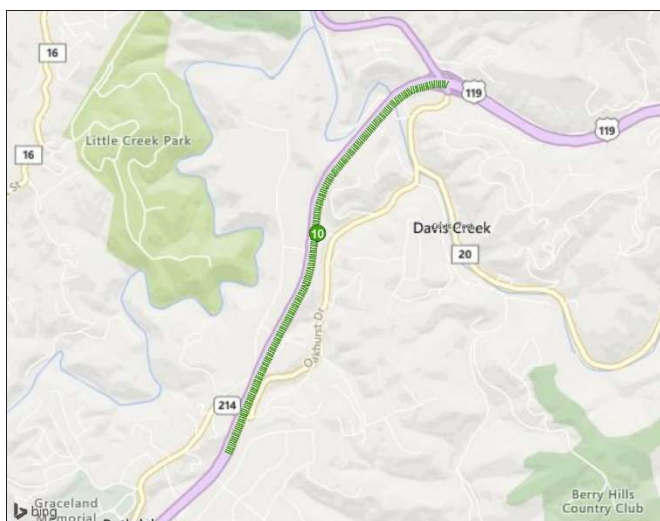 16
16
Little Creek Park
St
119
119
10
Davis Creek
20
Oakhurst Dr
214
Graceland
Memorial
bing
Berry Hills
Country Club